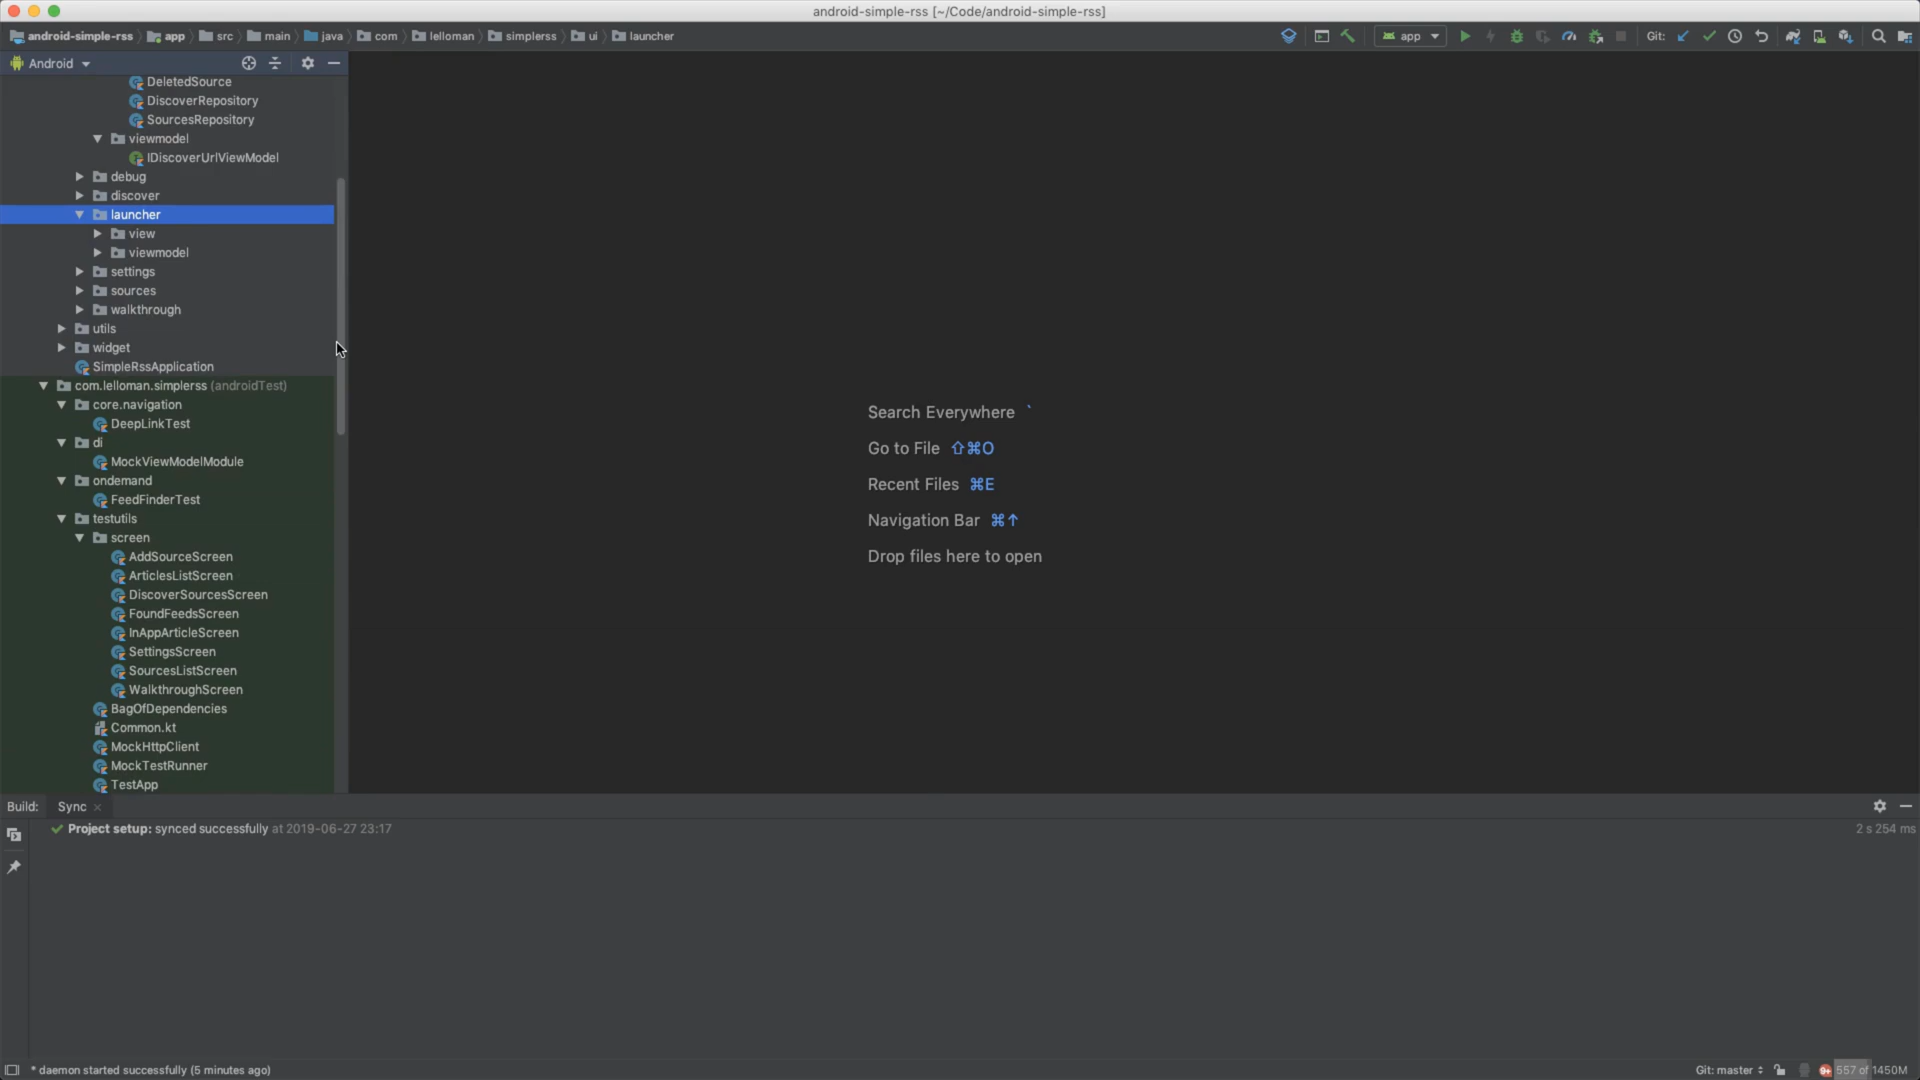 android-simple-rss [~/Code/android-simple-rss]
android-simple-rss app src main java com lelloman simplerss ui launcher
app Git:
Android
DeletedSource
DiscoverRepository
SourcesRepository
viewmodel
IDiscoverUrlViewModel
debug
discover
launcher
view
viewmodel
settings
sources
walkthrough
utils
widget
SimpleRssApplication
com.lelloman.simplerss (androidTest)
core.navigation
DeepLinkTest
di
MockViewModelModule
ondemand
FeedFinderTest
testutils
screen
AddSourceScreen
ArticlesListScreen
DiscoverSourcesScreen
FoundFeedsScreen
InAppArticleScreen
SettingsScreen
SourcesListScreen
WalkthroughScreen
BagOfDependencies
Common.kt
MockHttpClient
MockTestRunner
TestApp
Search Everywhere `
Go to File ⇧⌘O
Recent Files ⌘E
Navigation Bar ⌘↑
Drop files here to open
Build: Sync
Project setup: synced successfully at 2019-06-27 23:17
2 s 254 ms
* daemon started successfully (5 minutes ago)
Git: master
9+ 557 of 1450M